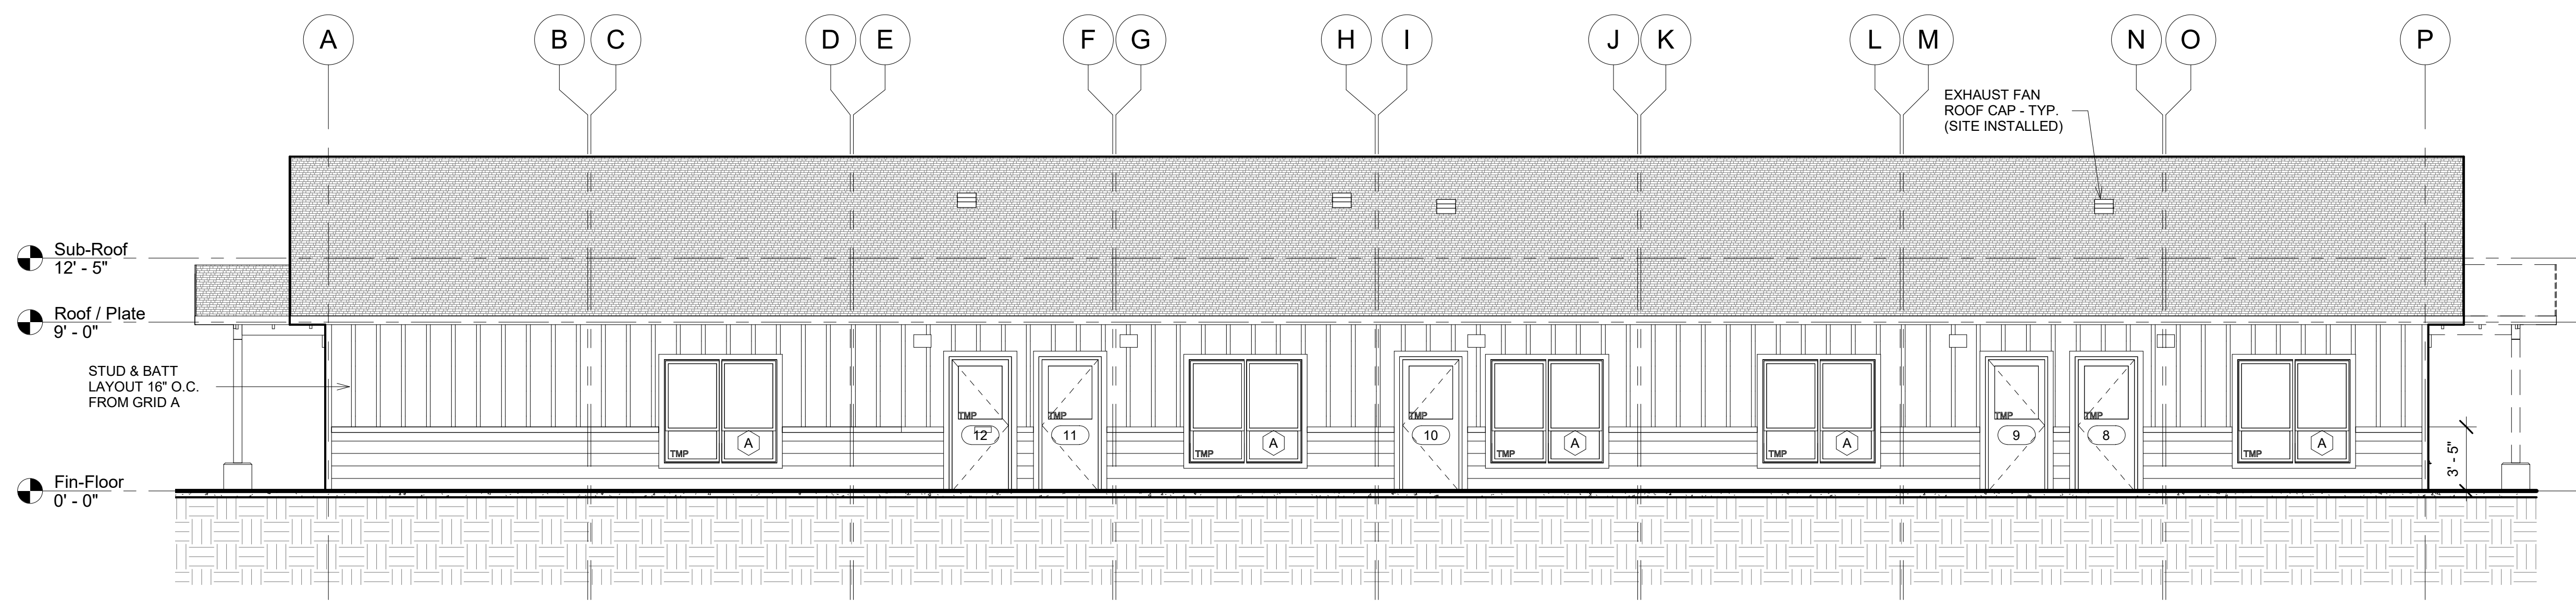 A B C D E F G H I J K L M N O P
EXHAUST FAN
ROOF CAP - TYP.
(SITE INSTALLED)
Sub-Roof
12' - 5"
Roof / Plate
9' - 0"
STUD & BATT
LAYOUT 16" O.C.
FROM GRID A
TMP TMP TMP TMP TMP
12 11 10 9 8
A A A A A
TMP TMP TMP TMP TMP
3' - 5"
Fin-Floor
0' - 0"